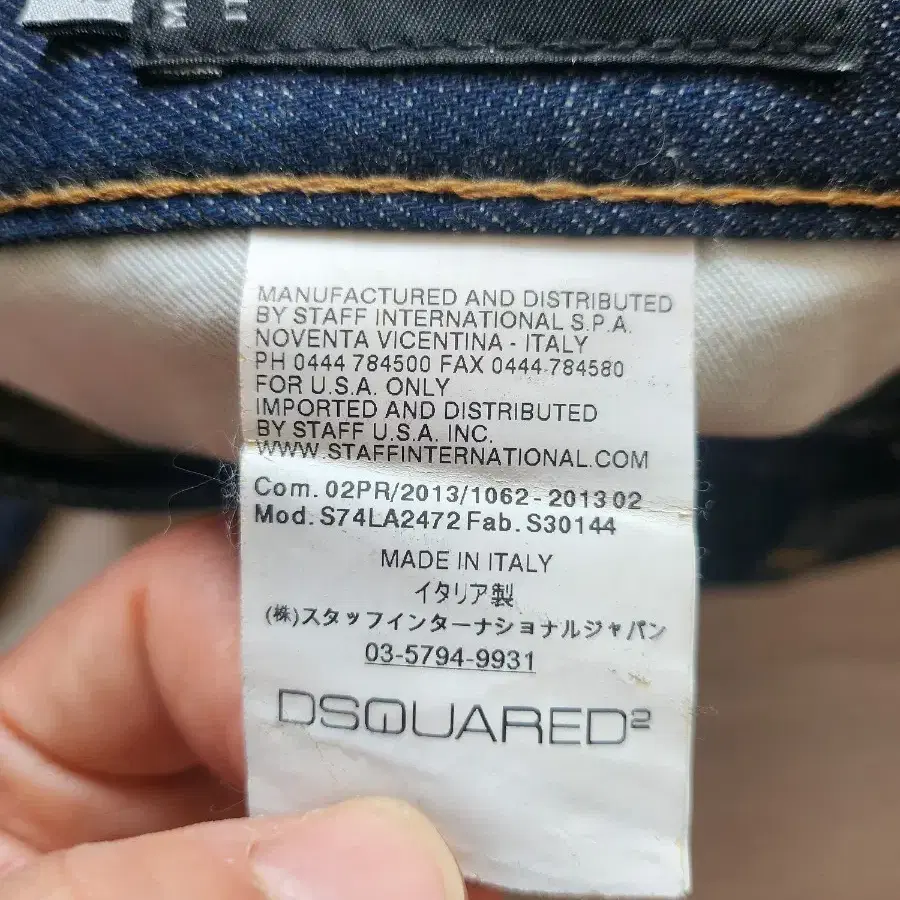 MANUFACTURED AND DISTRIBUTED
BY STAFF INTERNATIONAL S.P.A.
NOVENTA VICENTINA - ITALY
PH 0444 784500 FAX 0444.784580
FOR U.S.A. ONLY
IMPORTED AND DISTRIBUTED
BY STAFF U.S.A. INC.
WWW.STAFFINTERNATIONAL.COM
Com. 02PR/2013/1062 - 2013 02
Mod. S74LA2472 Fab. S30144
MADE IN ITALY
イタリア製
(株)スタッフインターナショナルジャパン
03-5794-9931
DSQUARED2